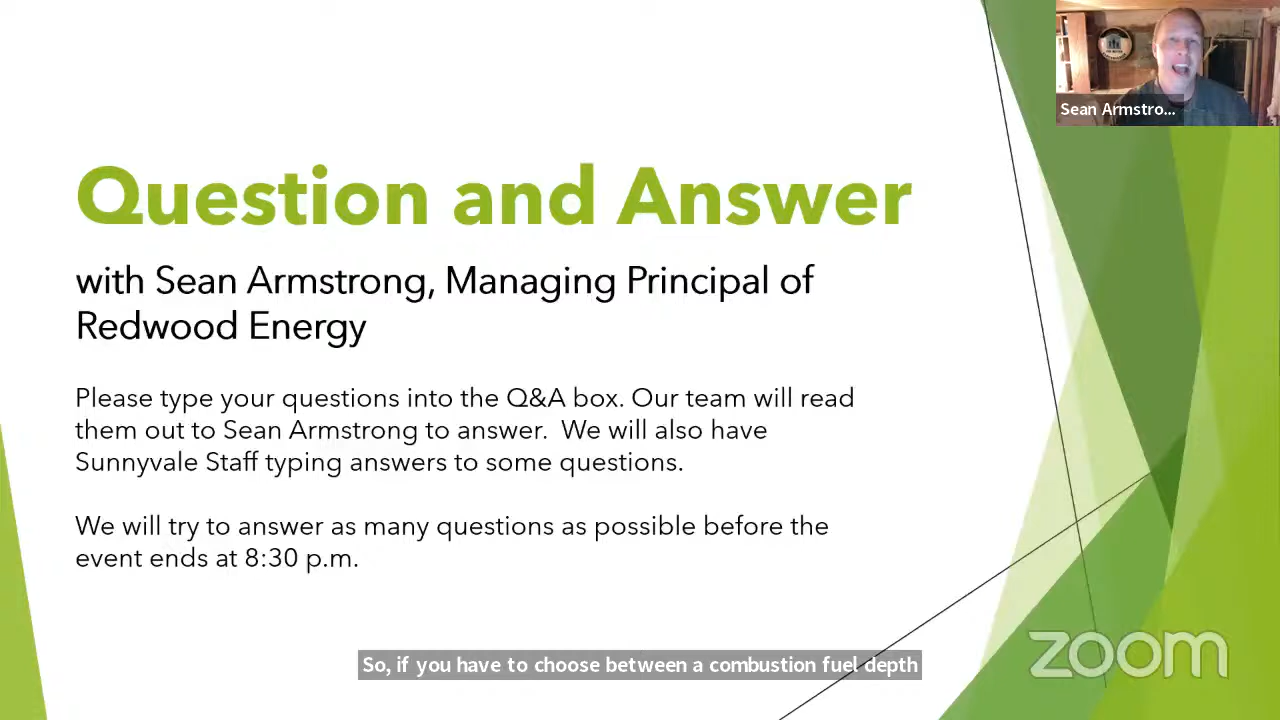 Sean Armstro...
Question and Answer
with Sean Armstrong, Managing Principal of
Redwood Energy
Please type your questions into the Q&A box. Our team will read
them out to Sean Armstrong to answer.  We will also have
Sunnyvale Staff typing answers to some questions.
We will try to answer as many questions as possible before the
event ends at 8:30 p.m.
So, if you have to choose between a combustion fuel depth
zoom